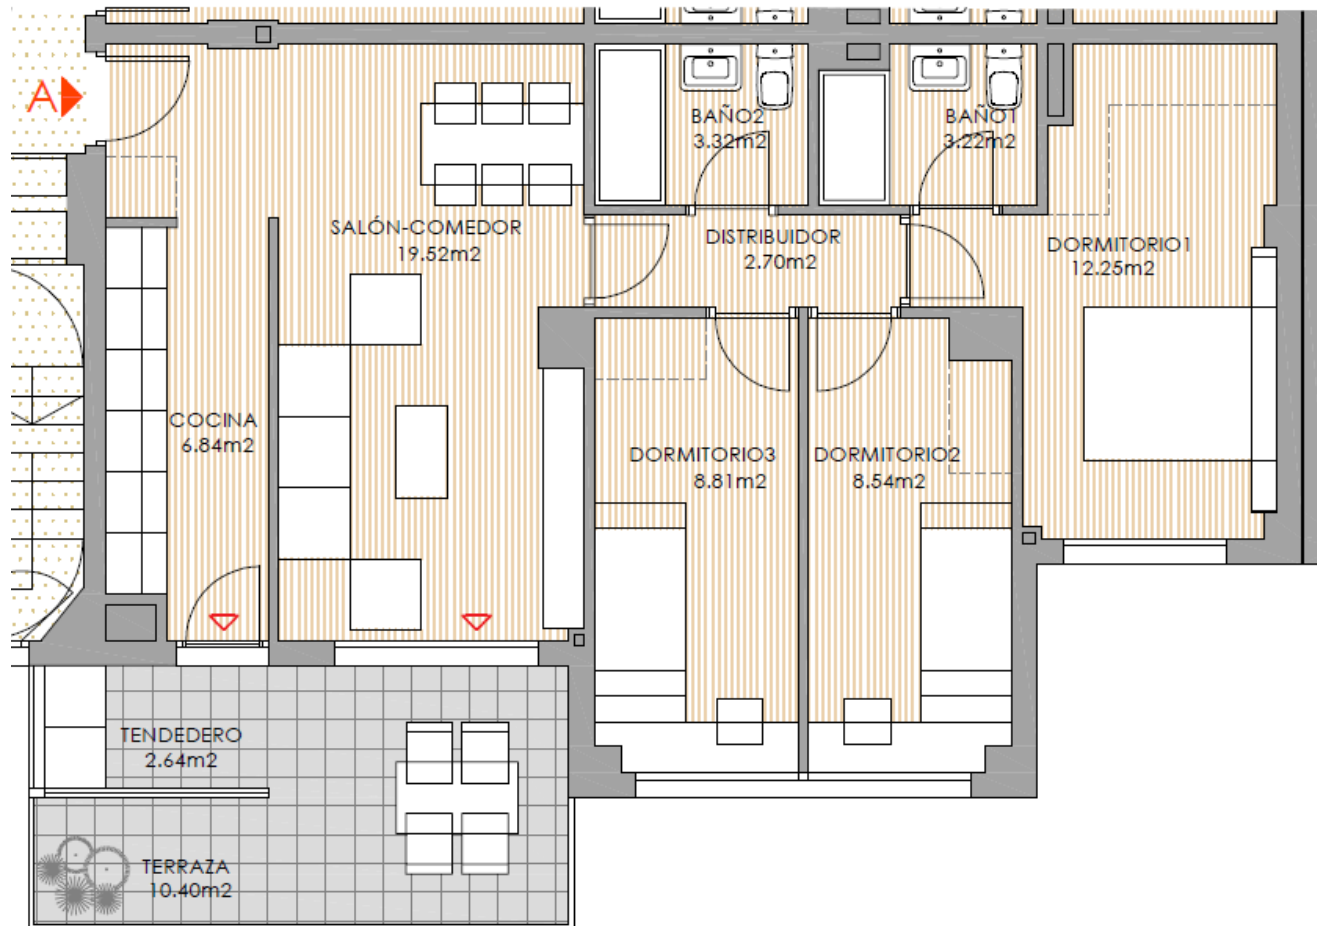 A
BAÑO2
3.32m2
BAÑO1
3.22m2
SALÓN-COMEDOR
19.52m2
DISTRIBUIDOR
2.70m2
DORMITORIO1
12.25m2
COCINA
6.84m2
DORMITORIO3
8.81m2
DORMITORIO2
8.54m2
TENDEDERO
2.64m2
TERRAZA
10.40m2